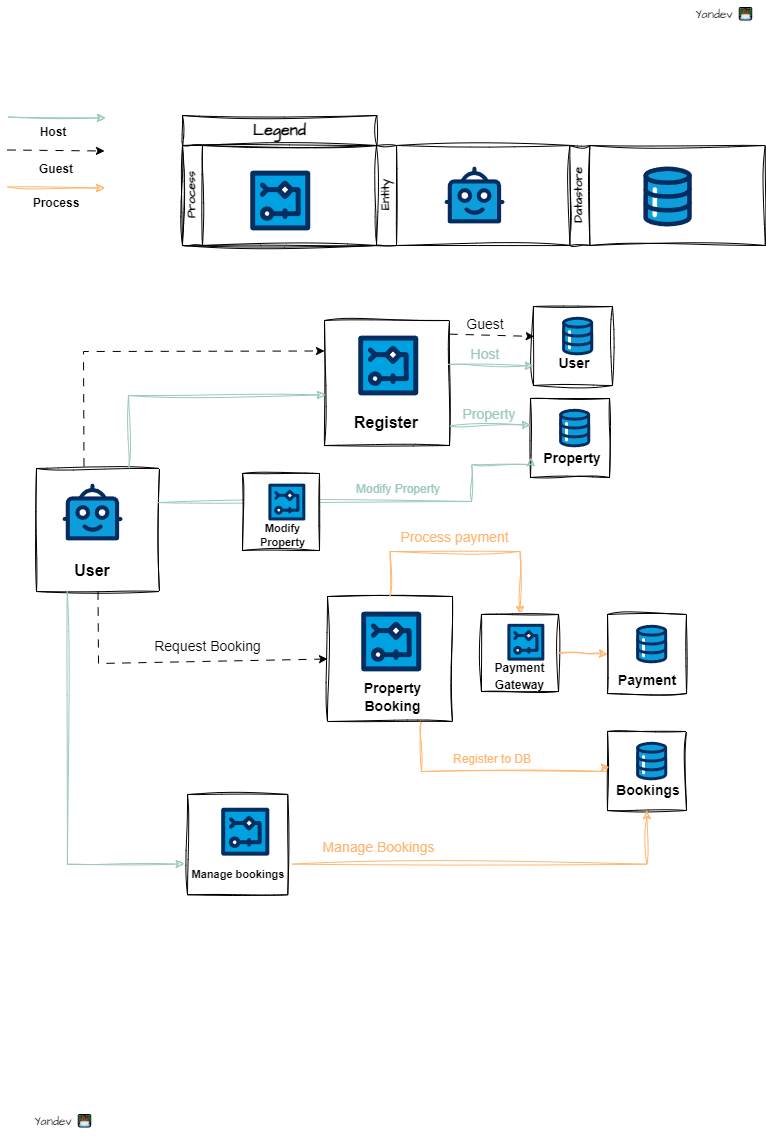 Yandev
Host
Guest
Process
Legend
Process
Entity
Datastore
Guest
Host
User
Register
Property
Property
Modify Property
Modify
Property
User
Process payment
Request Booking
Property
Booking
Payment
Gateway
Payment
Register to DB
Bookings
Manage Bookings
Manage bookings
Yandev